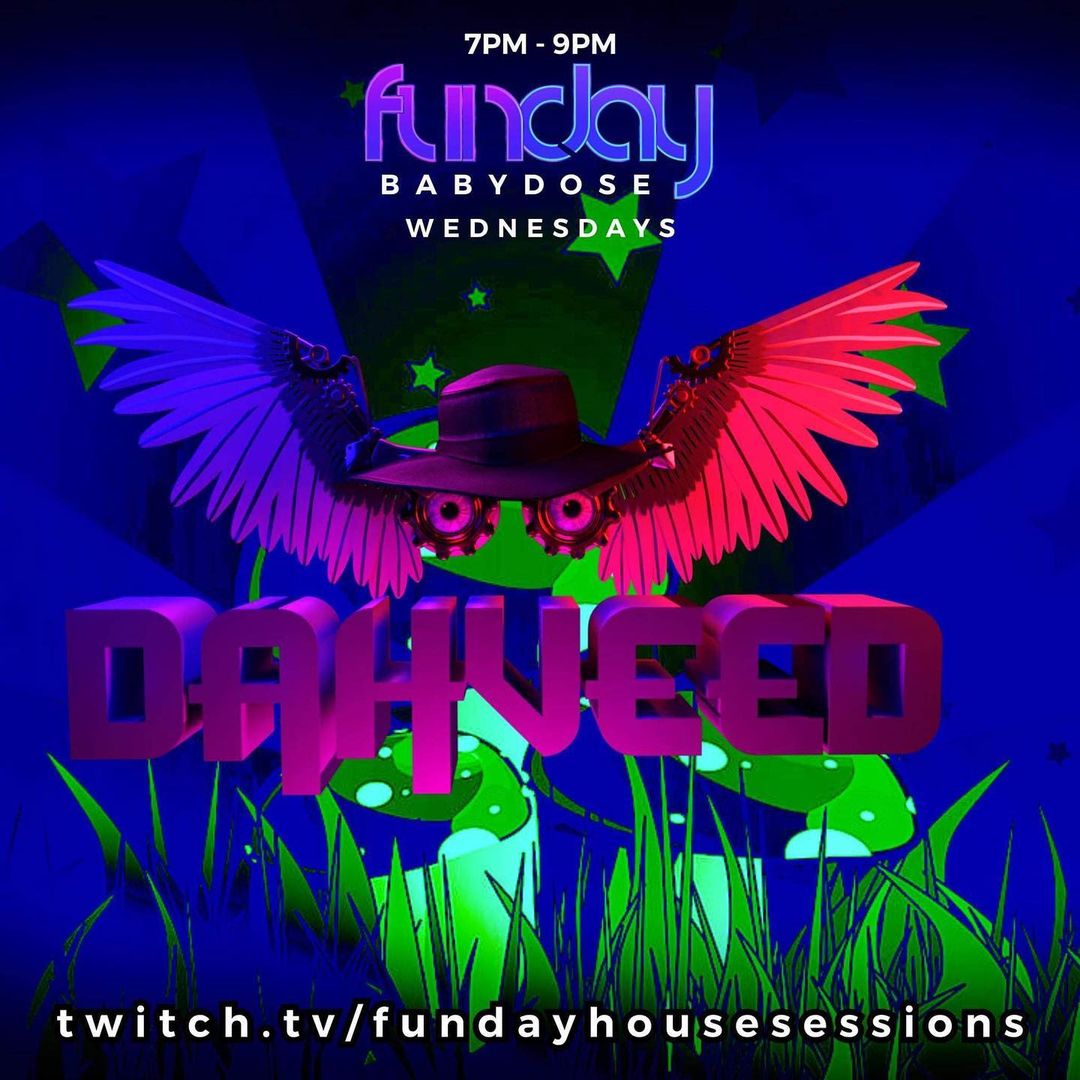 7PM - 9PM
funday
BABYDOSE
WEDNESDAYS
DAHVEED
twitch.tv/fundayhousesessions